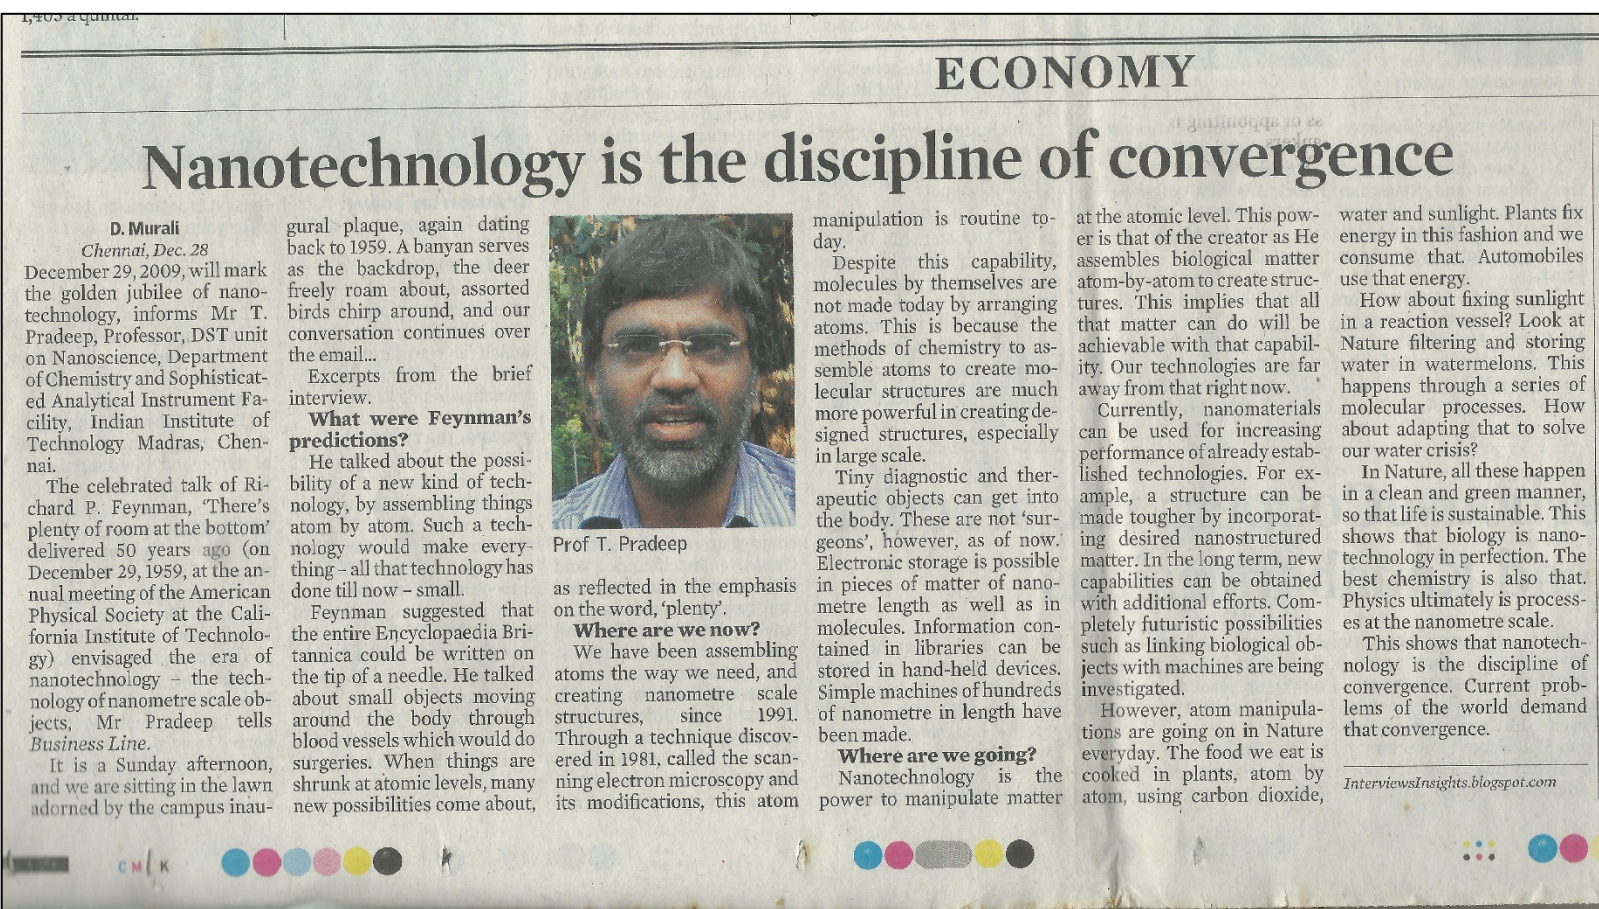 1,405 a quintal.
ECONOMY
Nanotechnology is the discipline of convergence
D. Murali
Chennai, Dec. 28
December 29, 2009, will mark
the golden jubilee of nano-
technology, informs Mr T.
Pradeep, Professor, DST unit
on Nanoscience, Department
of Chemistry and Sophisticat-
ed Analytical Instrument Fa-
cility, Indian Institute of
Technology Madras, Chen-
nai.
The celebrated talk of Ri-
chard P. Feynman, ‘There’s
plenty of room at the bottom’
delivered 50 years ago (on
December 29, 1959, at the an-
nual meeting of the American
Physical Society at the Cali-
fornia Institute of Technolo-
gy) envisaged the era of
nanotechnology – the tech-
nology of nanometre scale ob-
jects, Mr Pradeep tells
Business Line.
It is a Sunday afternoon,
and we are sitting in the lawn
adorned by the campus inau-
gural plaque, again dating
back to 1959. A banyan serves
as the backdrop, the deer
freely roam about, assorted
birds chirp around, and our
conversation continues over
the email...
Excerpts from the brief
interview.
What were Feynman’s
predictions?
He talked about the possi-
bility of a new kind of tech-
nology, by assembling things
atom by atom. Such a tech-
nology would make every-
thing – all that technology has
done till now – small.
Feynman suggested that
the entire Encyclopaedia Bri-
tannica could be written on
the tip of a needle. He talked
about small objects moving
around the body through
blood vessels which would do
surgeries. When things are
shrunk at atomic levels, many
new possibilities come about,
Prof T. Pradeep
as reflected in the emphasis
on the word, ‘plenty’.
Where are we now?
We have been assembling
atoms the way we need, and
creating nanometre scale
structures, since 1991.
Through a technique discov-
ered in 1981, called the scan-
ning electron microscopy and
its modifications, this atom
manipulation is routine to-
day.
Despite this capability,
molecules by themselves are
not made today by arranging
atoms. This is because the
methods of chemistry to as-
semble atoms to create mo-
lecular structures are much
more powerful in creating de-
signed structures, especially
in large scale.
Tiny diagnostic and ther-
apeutic objects can get into
the body. These are not ‘sur-
geons’, however, as of now.
Electronic storage is possible
in pieces of matter of nano-
metre length as well as in
molecules. Information con-
tained in libraries can be
stored in hand-held devices.
Simple machines of hundreds
of nanometre in length have
been made.
Where are we going?
Nanotechnology is the
power to manipulate matter
at the atomic level. This pow-
er is that of the creator as He
assembles biological matter
atom-by-atom to create struc-
tures. This implies that all
that matter can do will be
achievable with that capabil-
ity. Our technologies are far
away from that right now.
Currently, nanomaterials
can be used for increasing
performance of already estab-
lished technologies. For ex-
ample, a structure can be
made tougher by incorporat-
ing desired nanostructured
matter. In the long term, new
capabilities can be obtained
with additional efforts. Com-
pletely futuristic possibilities
such as linking biological ob-
jects with machines are being
investigated.
However, atom manipula-
tions are going on in Nature
everyday. The food we eat is
cooked in plants, atom by
atom, using carbon dioxide,
water and sunlight. Plants fix
energy in this fashion and we
consume that. Automobiles
use that energy.
How about fixing sunlight
in a reaction vessel? Look at
Nature filtering and storing
water in watermelons. This
happens through a series of
molecular processes. How
about adapting that to solve
our water crisis?
In Nature, all these happen
in a clean and green manner,
so that life is sustainable. This
shows that biology is nano-
technology in perfection. The
best chemistry is also that.
Physics ultimately is process-
es at the nanometre scale.
This shows that nanotech-
nology is the discipline of
convergence. Current prob-
lems of the world demand
that convergence.
InterviewsInsights.blogspot.com
C M K